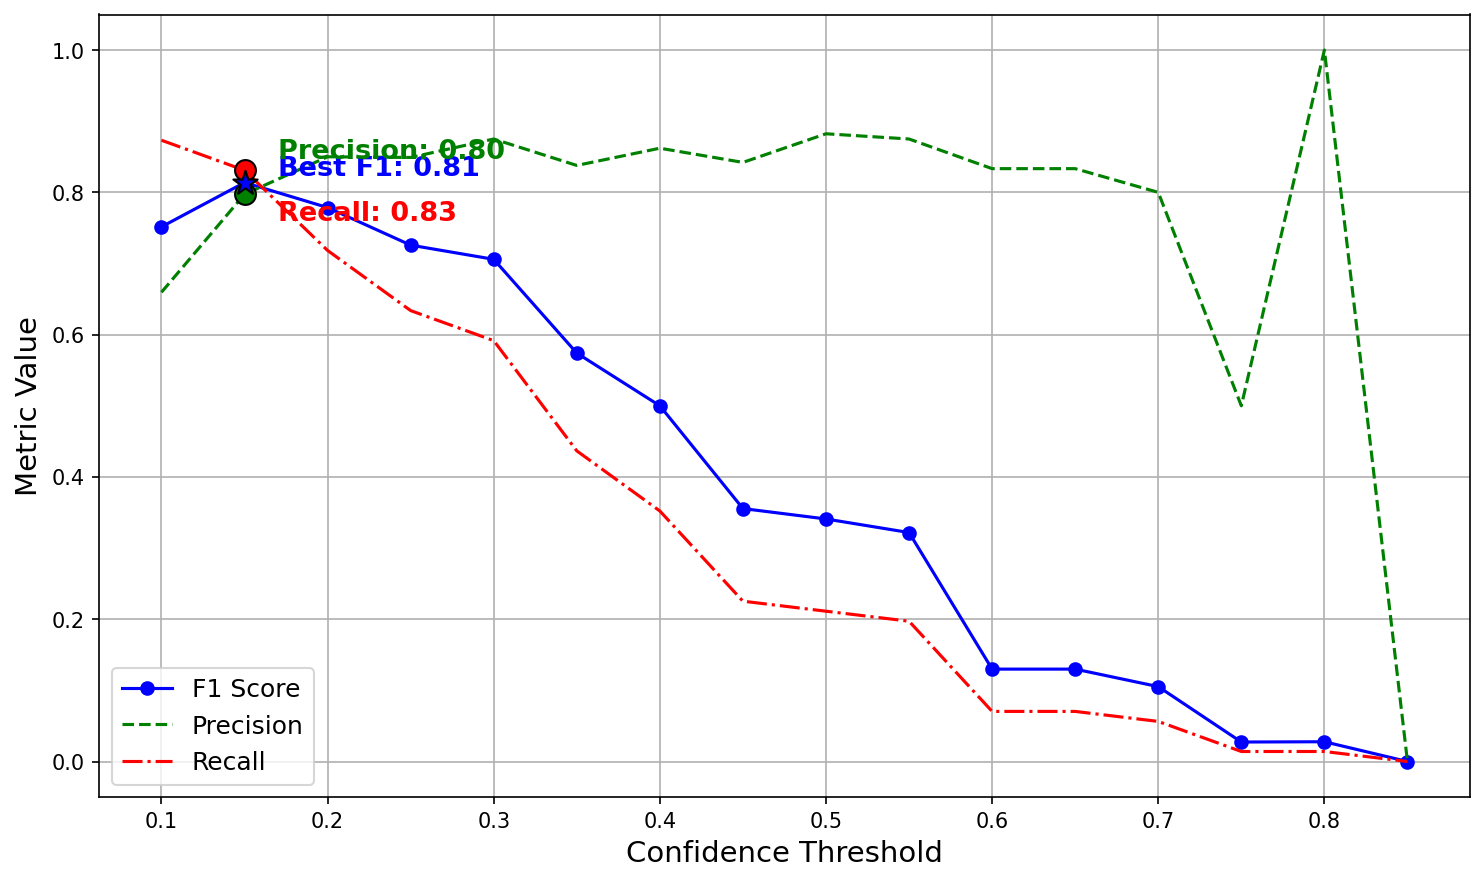 1.0
0.8
0.6
0.4
0.2
0.0
Metric Value
Precision: 0.80
Best F1: 0.81
Recall: 0.83
F1 Score
Precision
Recall
0.1 0.2 0.3 0.4 0.5 0.6 0.7 0.8
Confidence Threshold